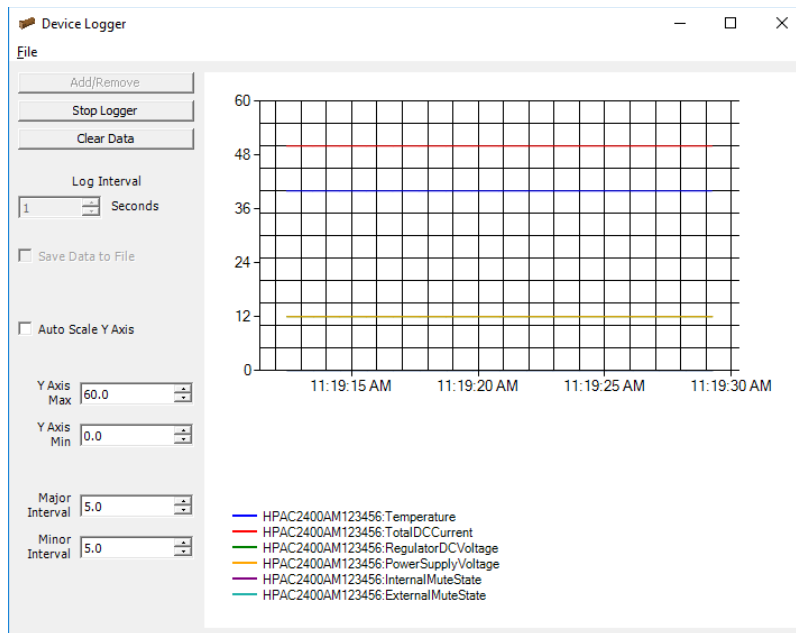 Device Logger
File
Add/Remove
Stop Logger
Clear Data
Log Interval
1 Seconds
Save Data to File
Auto Scale Y Axis
Y Axis
Max 60.0
Y Axis
Min 0.0
Major
Interval 5.0
Minor
Interval 5.0
60
48
36
24
12
0
11:19:15 AM 11:19:20 AM 11:19:25 AM 11:19:30 AM
HPAC2400AM123456:Temperature
HPAC2400AM123456:TotalDCCurrent
HPAC2400AM123456:RegulatorDCVoltage
HPAC2400AM123456:PowerSupplyVoltage
HPAC2400AM123456:InternalMuteState
HPAC2400AM123456:ExternalMuteState